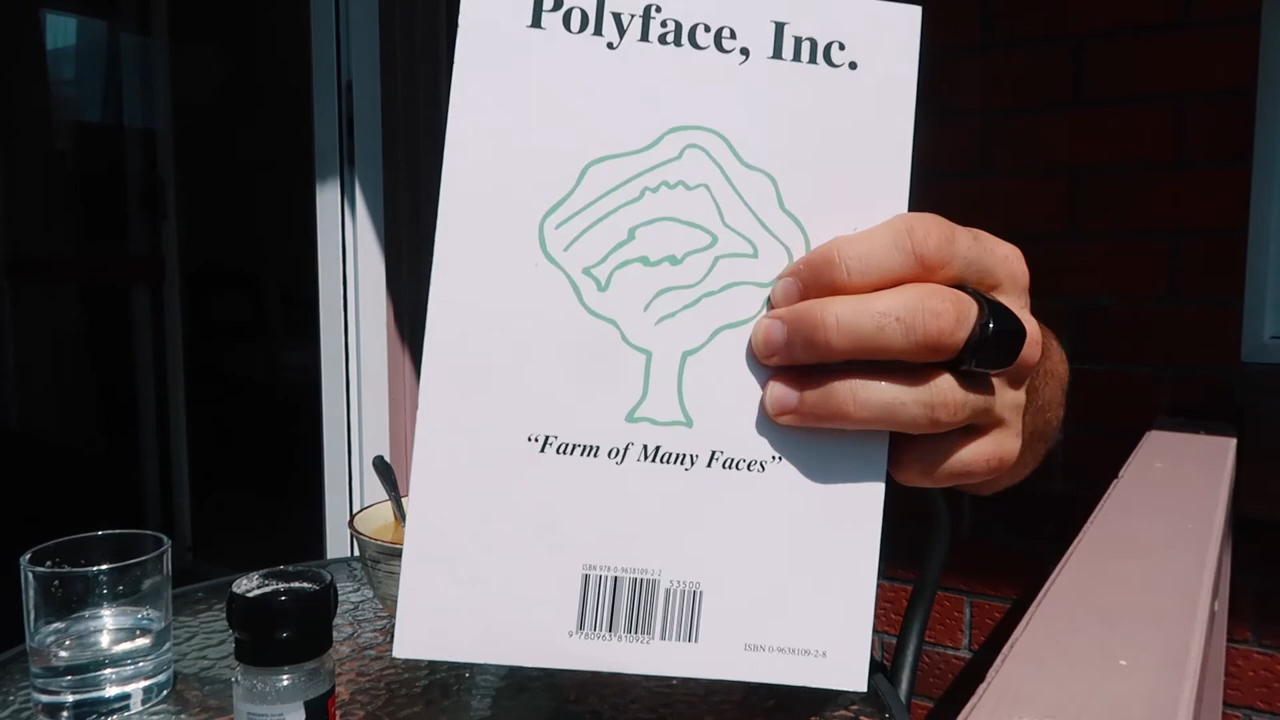 Polyface, Inc.
“Farm of Many Faces”
ISBN 978-0-9638109-2-2
53500
9 780963 810922
ISBN 0-9638109-2-8